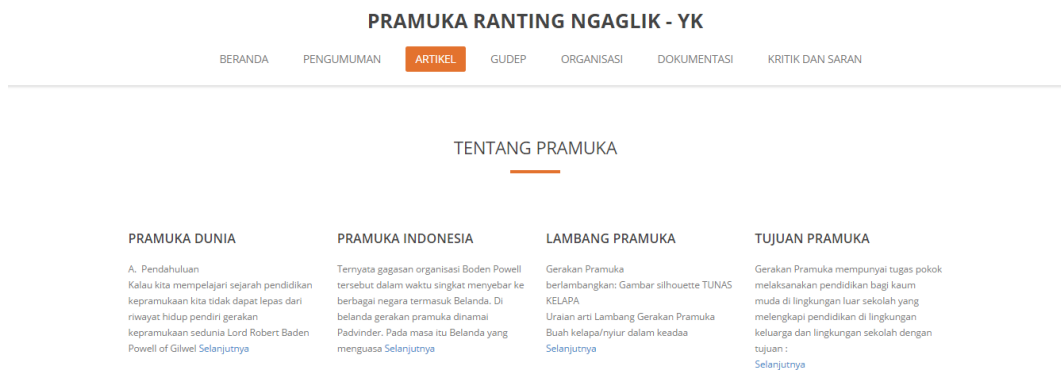 PRAMUKA RANTING NGAGLIK - YK
BERANDA PENGUMUMAN ARTIKEL GUDEP ORGANISASI DOKUMENTASI KRITIK DAN SARAN
TENTANG PRAMUKA
PRAMUKA DUNIA
A. Pendahuluan
Kalau kita mempelajari sejarah pendidikan
kepramukaan kita tidak dapat lepas dari
riwayat hidup pendiri gerakan
kepramukaan sedunia Lord Robert Baden
Powell of Gilwel Selanjutnya
PRAMUKA INDONESIA
Ternyata gagasan organisasi Boden Powell
tersebut dalam waktu singkat menyebar ke
berbagai negara termasuk Belanda. Di
belanda gerakan pramuka dinamai
Padvinder. Pada masa itu Belanda yang
menguasa Selanjutnya
LAMBANG PRAMUKA
Gerakan Pramuka
berlambangkan: Gambar silhouette TUNAS
KELAPA
Uraian arti Lambang Gerakan Pramuka
Buah kelapa/nyiur dalam keadaa
Selanjutnya
TUJUAN PRAMUKA
Gerakan Pramuka mempunyai tugas pokok
melaksanakan pendidikan bagi kaum
muda di lingkungan luar sekolah yang
melengkapi pendidikan di lingkungan
keluarga dan lingkungan sekolah dengan
tujuan :
Selanjutnya